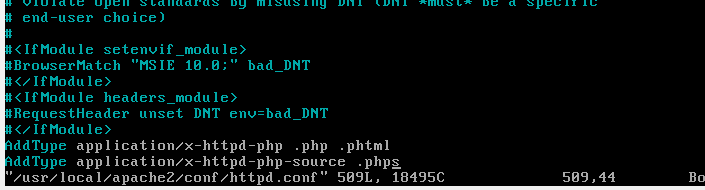 # violate open standards by misusing DNT (DNT *must* be a specific
# end-user choice)
#
#<IfModule setenvif_module>
#BrowserMatch "MSIE 10.0;" bad_DNT
#</IfModule>
#<IfModule headers_module>
#RequestHeader unset DNT env=bad_DNT
#</IfModule>
AddType application/x-httpd-php .php .phtml
AddType application/x-httpd-php-source .phps
"/usr/local/apache2/conf/httpd.conf" 509L, 18495C 509,44 Bo